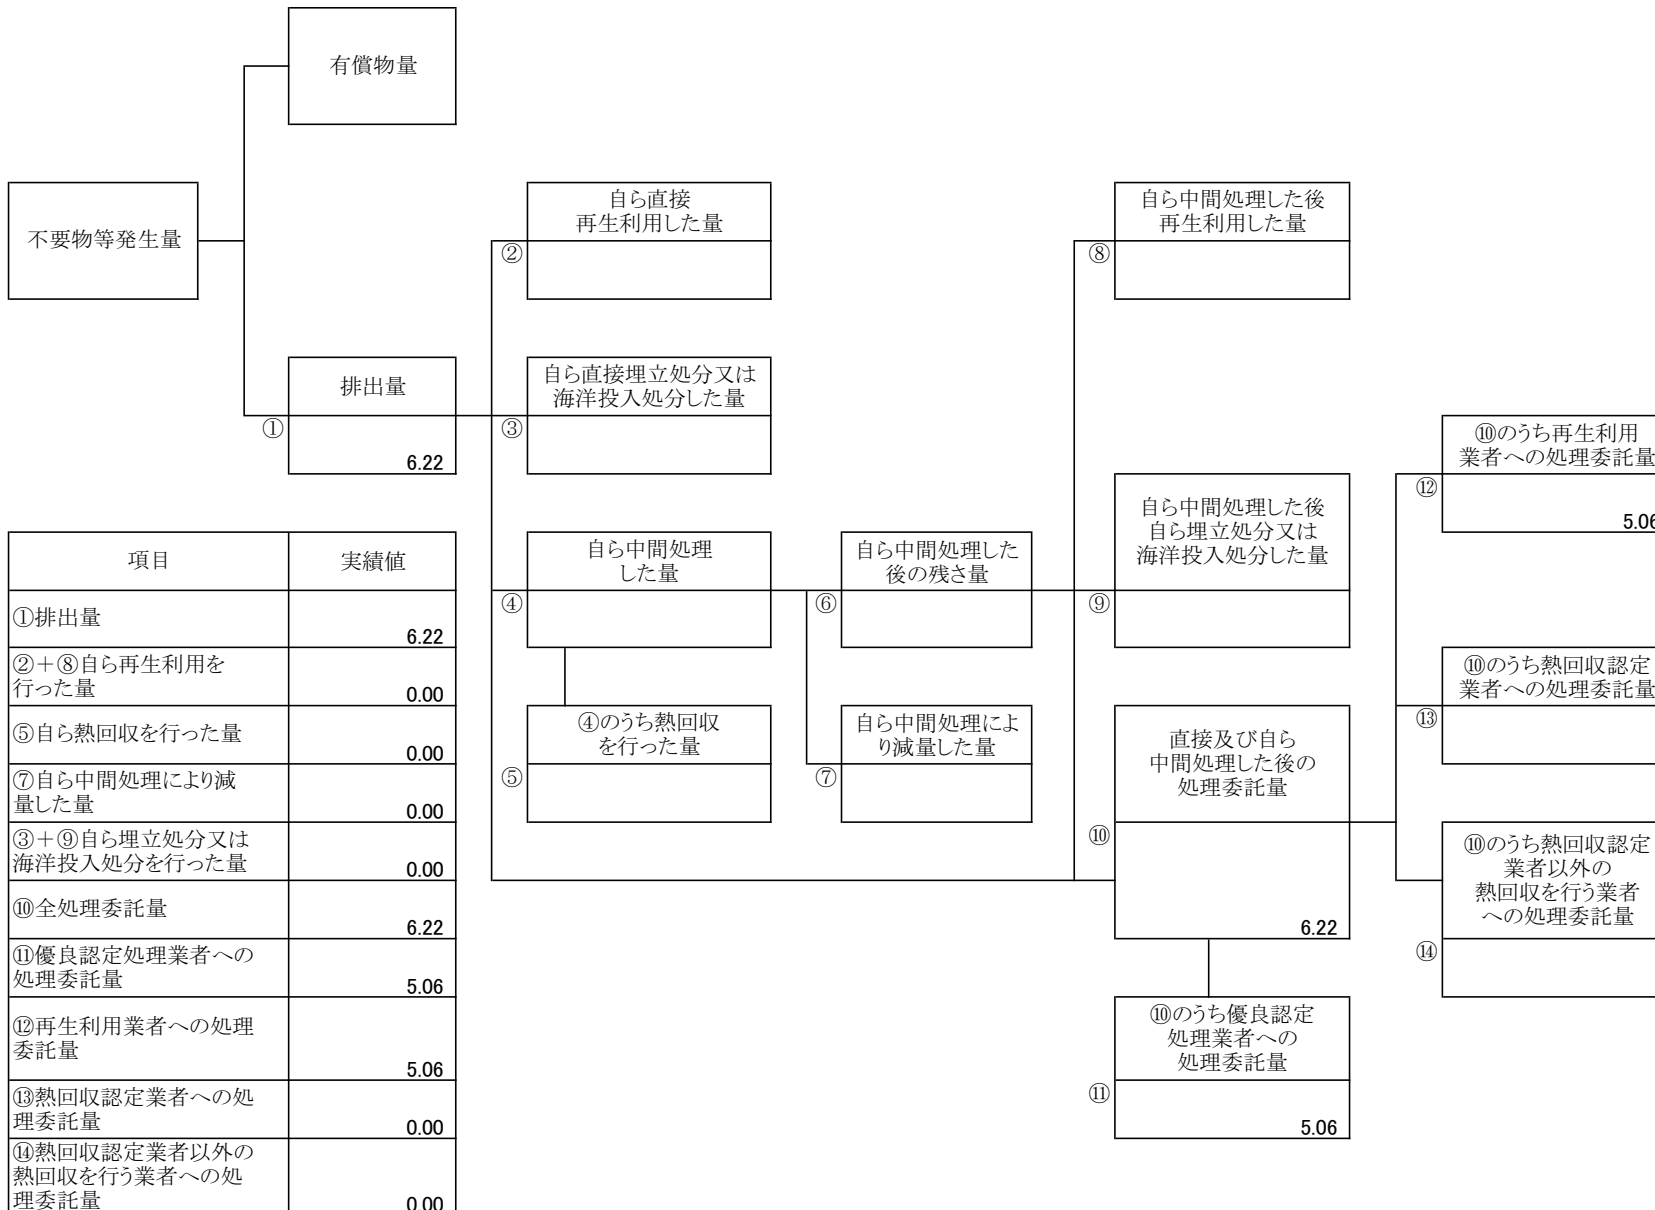 有償物量
不要物等発生量
自ら直接
再生利用した量
②
自ら中間処理した後
再生利用した量
⑧
排出量
①
6.22
自ら直接埋立処分又は
海洋投入処分した量
③
⑩のうち再生利用
業者への処理委託量
⑫
5.06
自ら中間処理
した量
④
自ら中間処理した
後の残さ量
⑥
自ら中間処理した後
自ら埋立処分又は
海洋投入処分した量
⑨
⑩のうち熱回収認定
業者への処理委託量
⑬
④のうち熱回収
を行った量
⑤
自ら中間処理によ
り減量した量
⑦
直接及び自ら
中間処理した後の
処理委託量
⑩
6.22
⑩のうち熱回収認定
業者以外の
熱回収を行う業者
への処理委託量
⑭
⑩のうち優良認定
処理業者への
処理委託量
⑪
5.06
項目 実績値
①排出量
6.22
②+⑧自ら再生利用を
行った量
0.00
⑤自ら熱回収を行った量
0.00
⑦自ら中間処理により減
量した量
0.00
③+⑨自ら埋立処分又は
海洋投入処分を行った量
0.00
⑩全処理委託量
6.22
⑪優良認定処理業者への
処理委託量
5.06
⑫再生利用業者への処理
委託量
5.06
⑬熱回収認定業者への処
理委託量
0.00
⑭熱回収認定業者以外の
熱回収を行う業者への処
理委託量
0.00